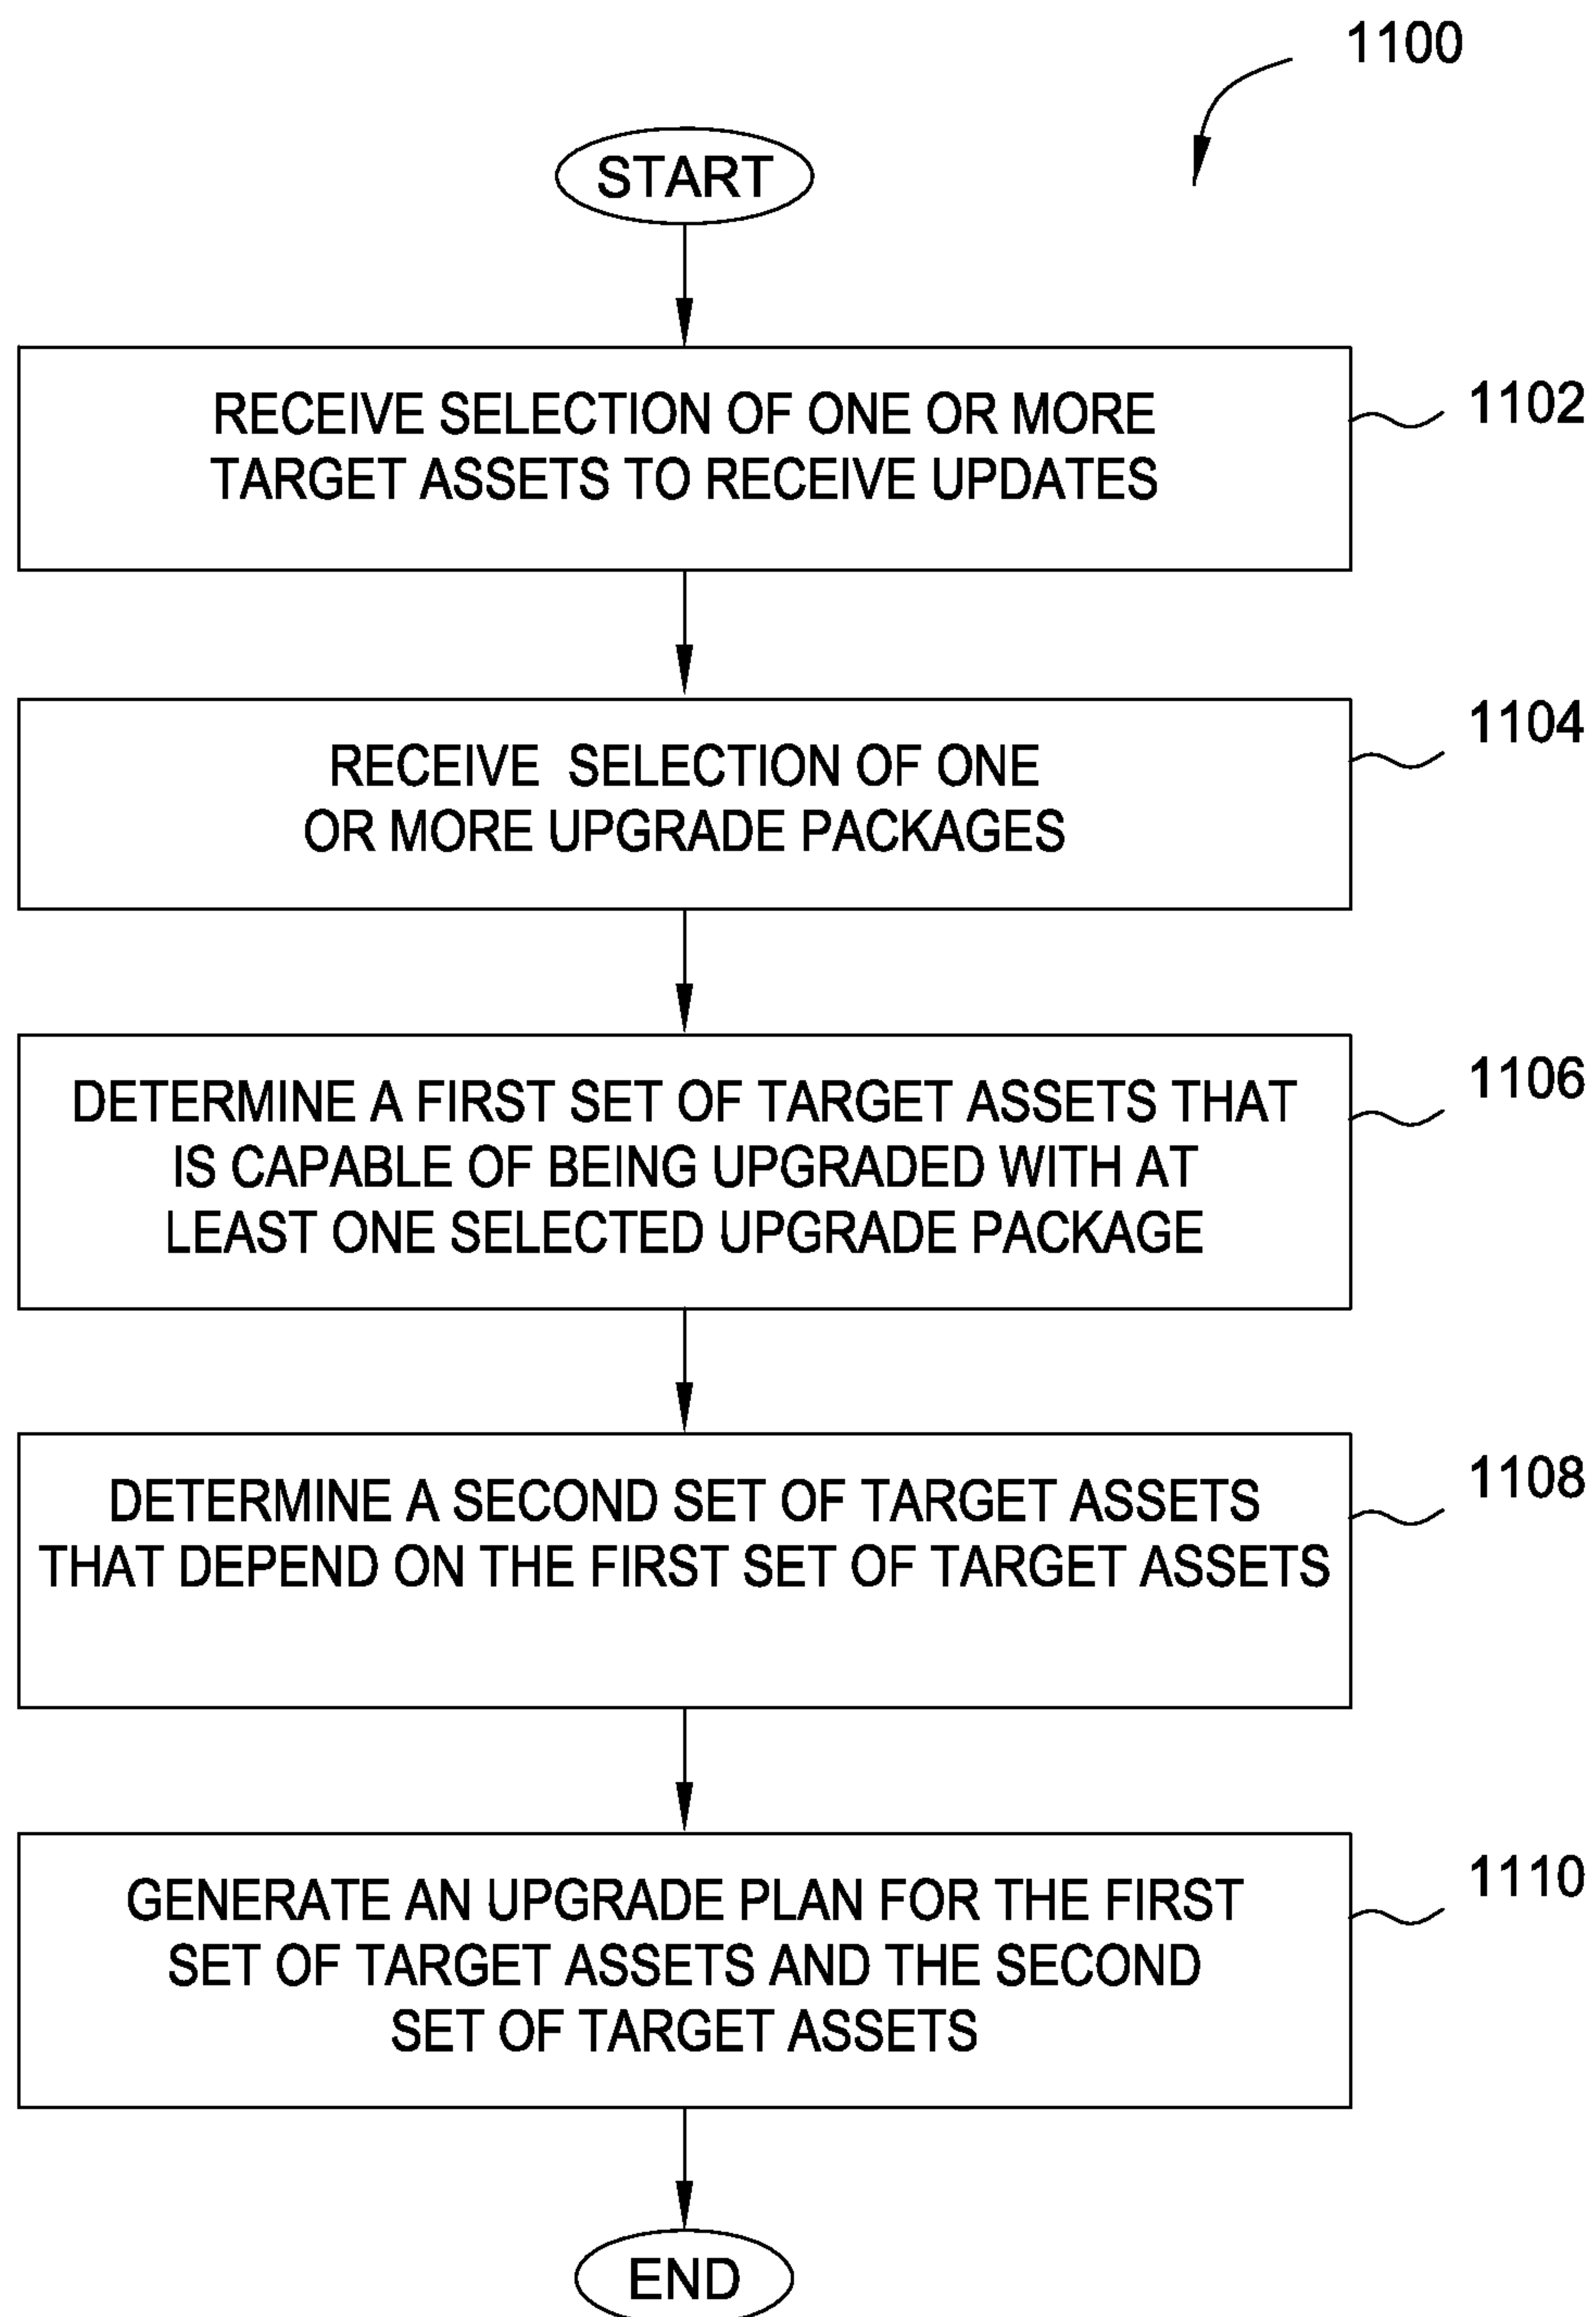 1100
START
RECEIVE SELECTION OF ONE OR MORE
TARGET ASSETS TO RECEIVE UPDATES
1102
RECEIVE SELECTION OF ONE
OR MORE UPGRADE PACKAGES
1104
DETERMINE A FIRST SET OF TARGET ASSETS THAT
IS CAPABLE OF BEING UPGRADED WITH AT
LEAST ONE SELECTED UPGRADE PACKAGE
1106
DETERMINE A SECOND SET OF TARGET ASSETS
THAT DEPEND ON THE FIRST SET OF TARGET ASSETS
1108
GENERATE AN UPGRADE PLAN FOR THE FIRST
SET OF TARGET ASSETS AND THE SECOND
SET OF TARGET ASSETS
1110
END